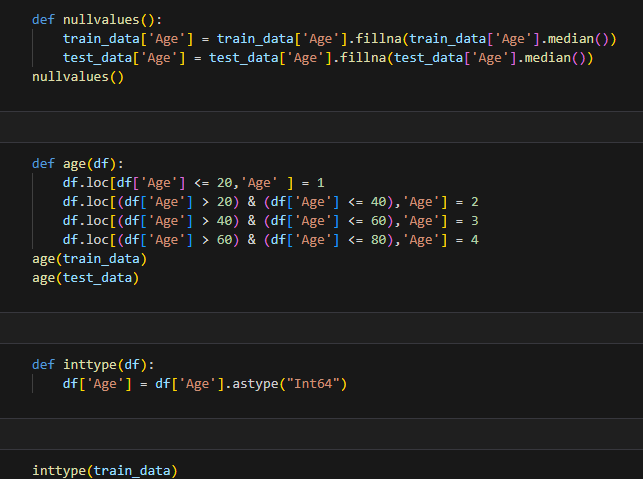 def nullvalues():
    train_data['Age'] = train_data['Age'].fillna(train_data['Age'].median())
    test_data['Age'] = test_data['Age'].fillna(test_data['Age'].median())
nullvalues()
def age(df):
    df.loc[df['Age'] <= 20,'Age' ] = 1
    df.loc[(df['Age'] > 20) & (df['Age'] <= 40),'Age'] = 2
    df.loc[(df['Age'] > 40) & (df['Age'] <= 60),'Age'] = 3
    df.loc[(df['Age'] > 60) & (df['Age'] <= 80),'Age'] = 4
age(train_data)
age(test_data)
def inttype(df):
    df['Age'] = df['Age'].astype("Int64")
inttype(train_data)